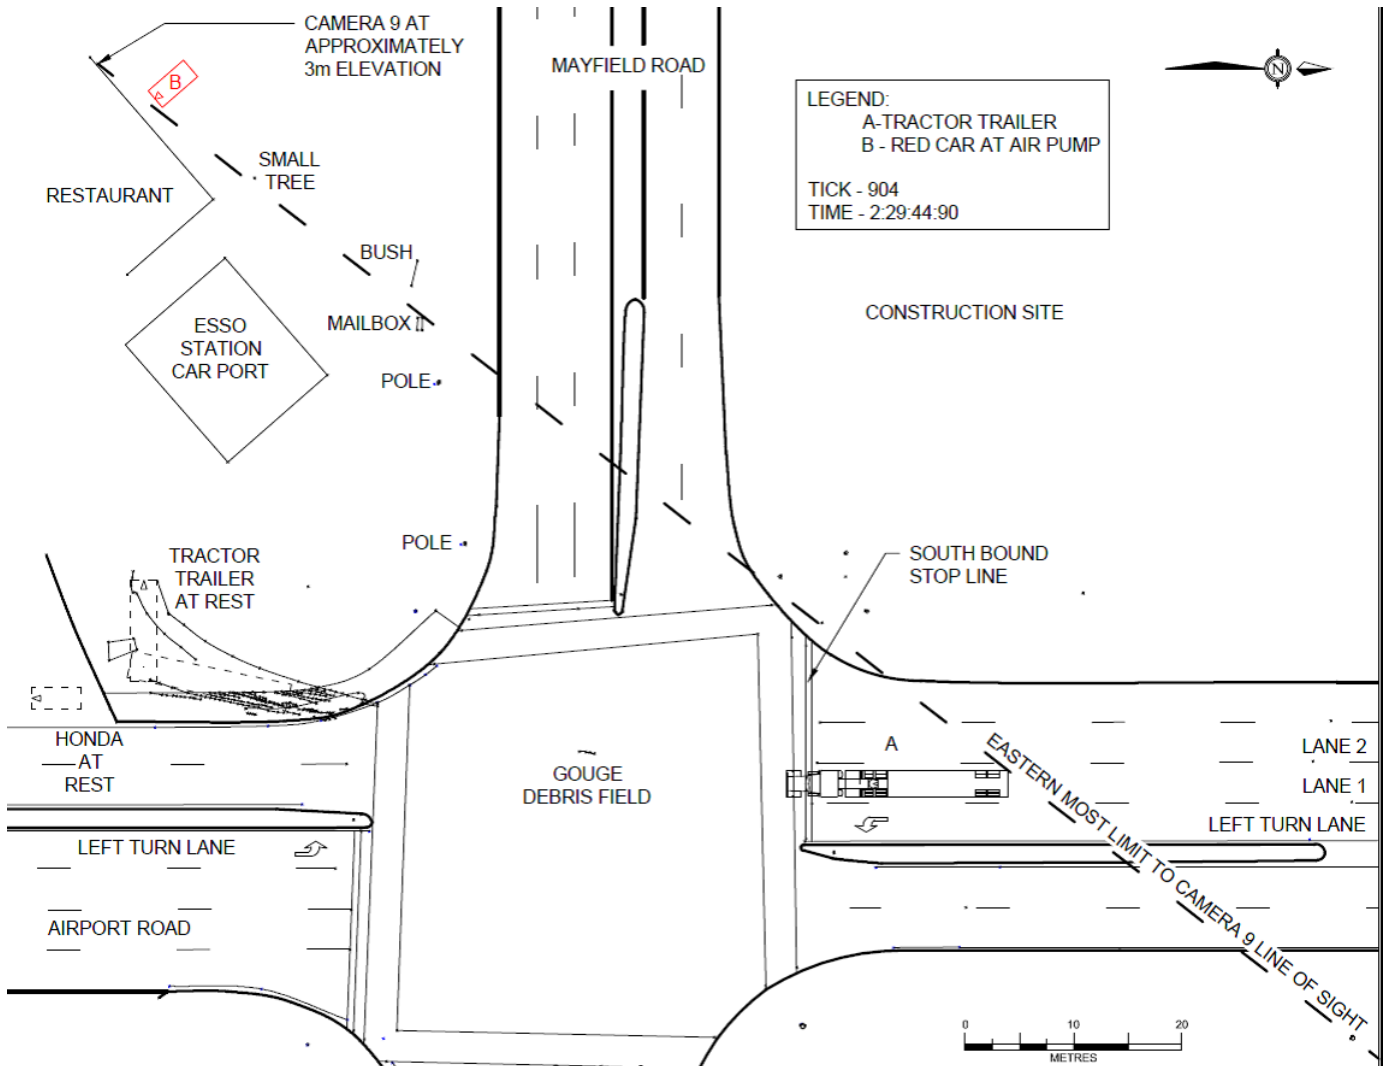 CAMERA 9 AT
APPROXIMATELY
3m ELEVATION
B
MAYFIELD ROAD
N
LEGEND:
A-TRACTOR TRAILER
B - RED CAR AT AIR PUMP
TICK - 904
TIME - 2:29:44:90
SMALL
TREE
RESTAURANT
BUSH
MAILBOX
ESSO
STATION
CAR PORT
POLE
CONSTRUCTION SITE
POLE
TRACTOR
TRAILER
AT REST
SOUTH BOUND
STOP LINE
HONDA
AT
REST
GOUGE
DEBRIS FIELD
A
LANE 2
LANE 1
LEFT TURN LANE
EASTERN MOST LIMIT TO CAMERA 9 LINE OF SIGHT
LEFT TURN LANE
AIRPORT ROAD
0 10 20
METRES